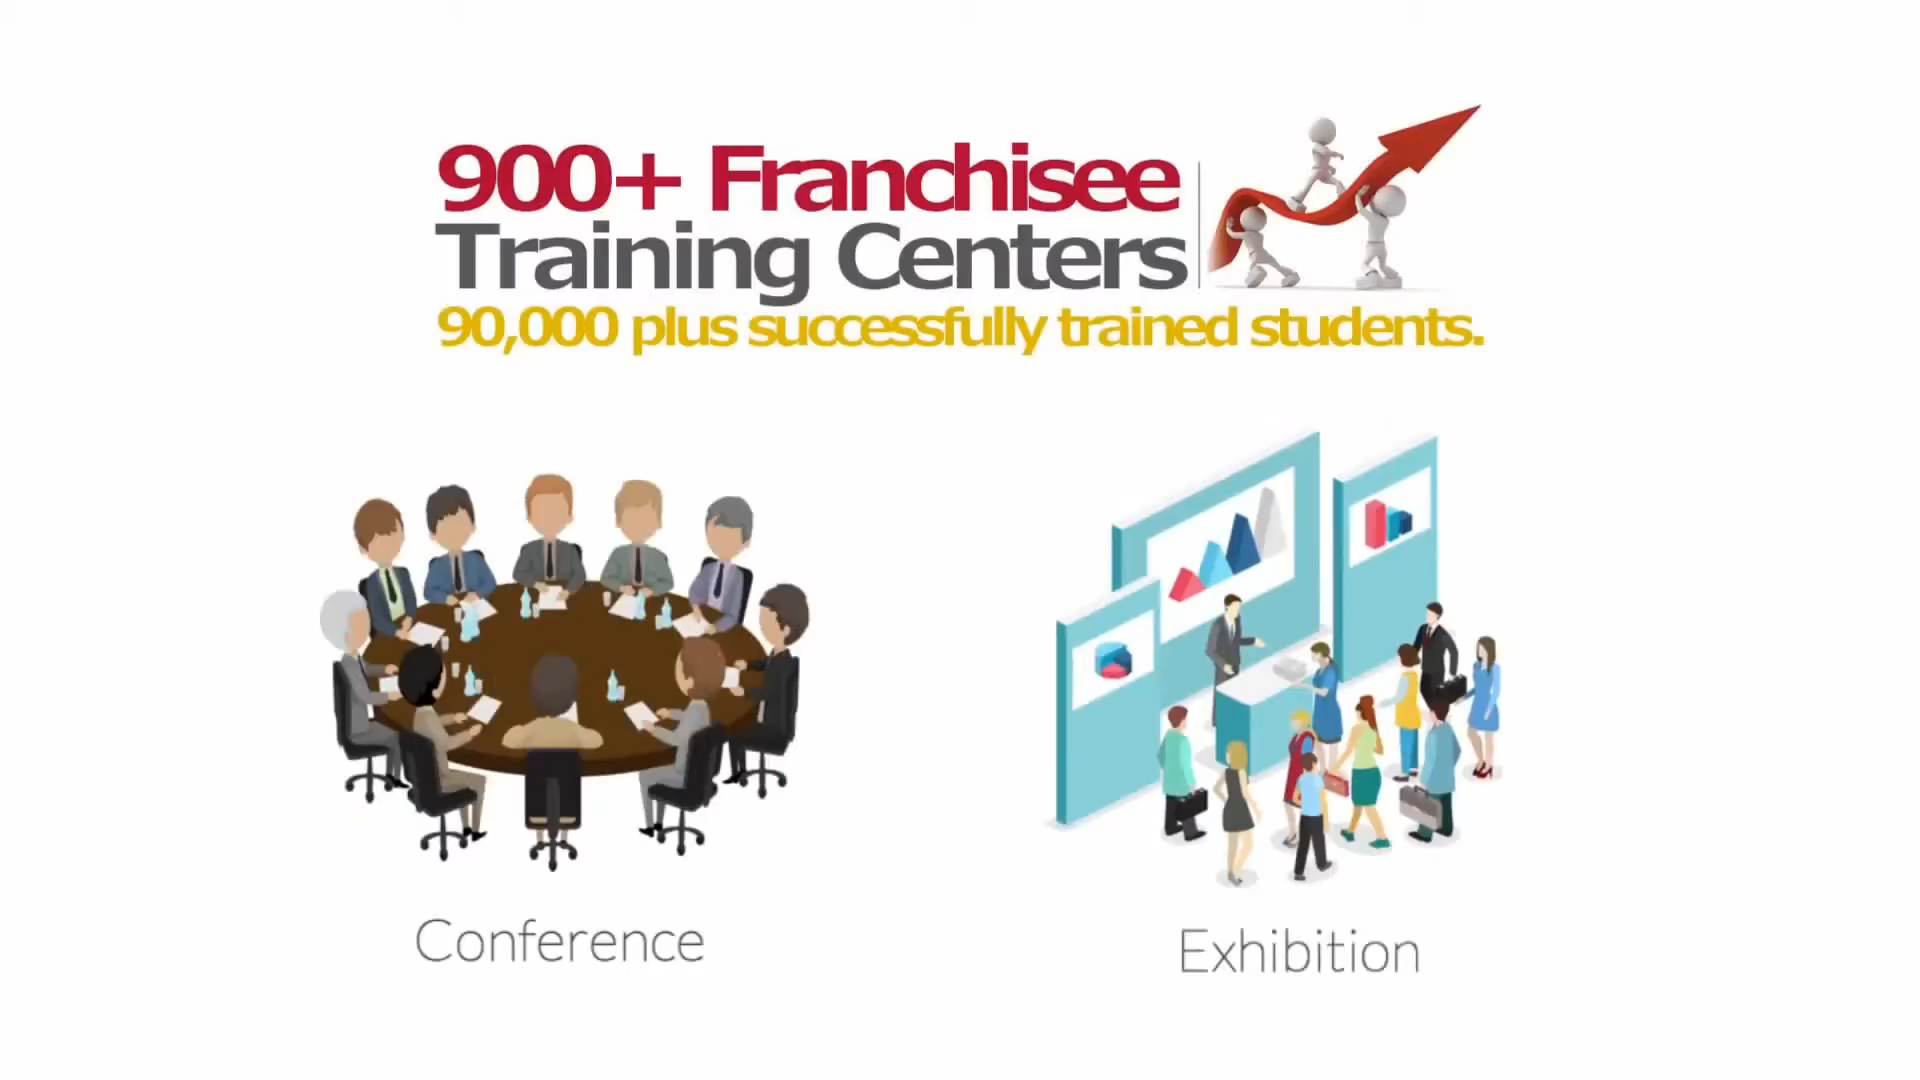 900+ Franchisee
Training Centers
90,000 plus successfully trained students.
Conference
Exhibition